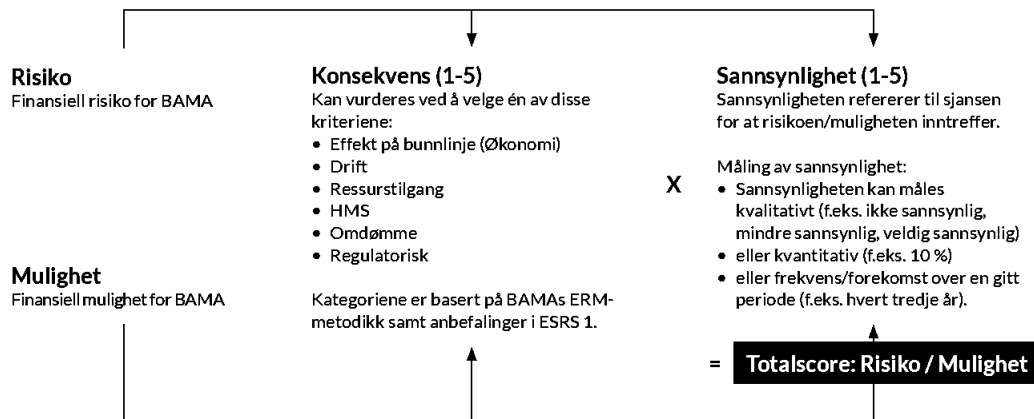 Risiko
Finansiell risiko for BAMA
Mulighet
Finansiell mulighet for BAMA
Konsekvens (1-5)
Kan vurderes ved å velge én av disse
kriteriene:
• Effekt på bunnlinje (Økonomi)
• Drift
• Ressurstilgang
• HMS
• Omdømme
• Regulatorisk
Kategoriene er basert på BAMAs ERM-
metodikk samt anbefalinger i ESRS 1.
X
Sannsynlighet (1-5)
Sannsynligheten refererer til sjansen
for at risikoen/muligheten inntreffer.
Måling av sannsynlighet:
• Sannsynligheten kan måles
kvalitativt (f.eks. ikke sannsynlig,
mindre sannsynlig, veldig sannsynlig)
• eller kvantitativ (f.eks. 10 %)
• eller frekvens/forekomst over en gitt
periode (f.eks. hvert tredje år).
= Totalscore: Risiko / Mulighet